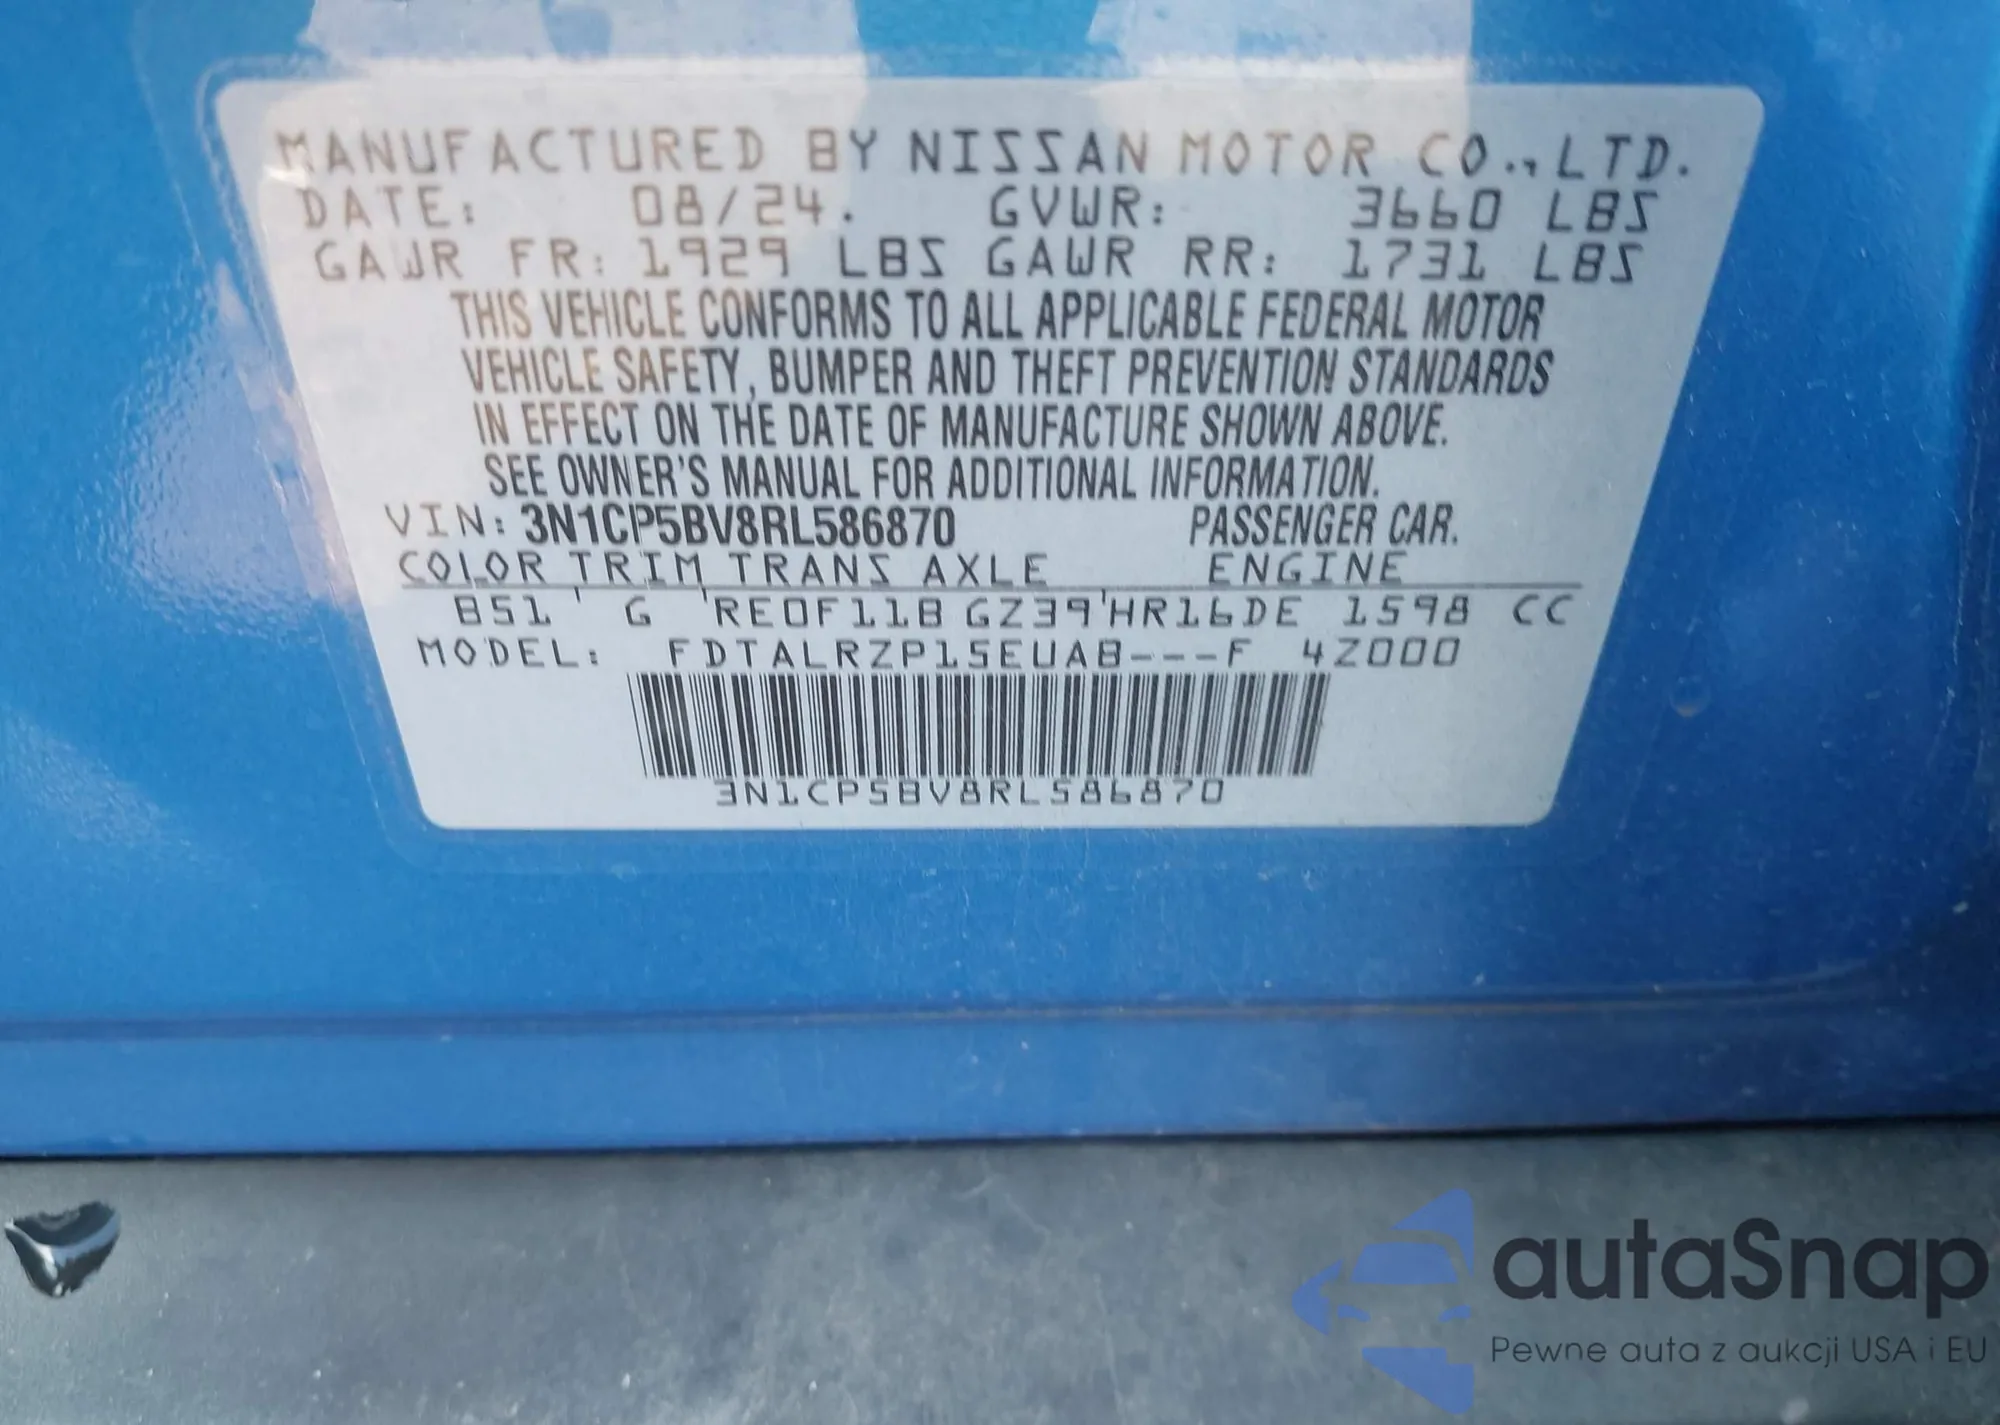 MANUFACTURED BY NISSAN MOTOR CO.,LTD.
DATE: 08/24. GVWR: 3660 LBS
GAWR FR: 1929 LBS GAWR RR: 1731 LBS
THIS VEHICLE CONFORMS TO ALL APPLICABLE FEDERAL MOTOR
VEHICLE SAFETY, BUMPER AND THEFT PREVENTION STANDARDS
IN EFFECT ON THE DATE OF MANUFACTURE SHOWN ABOVE.
SEE OWNER'S MANUAL FOR ADDITIONAL INFORMATION.
VIN: 3N1CP5BV8RL586870 PASSENGER CAR.
COLOR TRIM TRANS AXLE ENGINE
B51 ' G 'RE0F11B GZ39'HR16DE 1598 CC
MODEL: FDTALRZP15EUAB---F 4Z000
3N1CP5BV8RL586870
autaSnap
Pewne auta z aukcji USA i EU